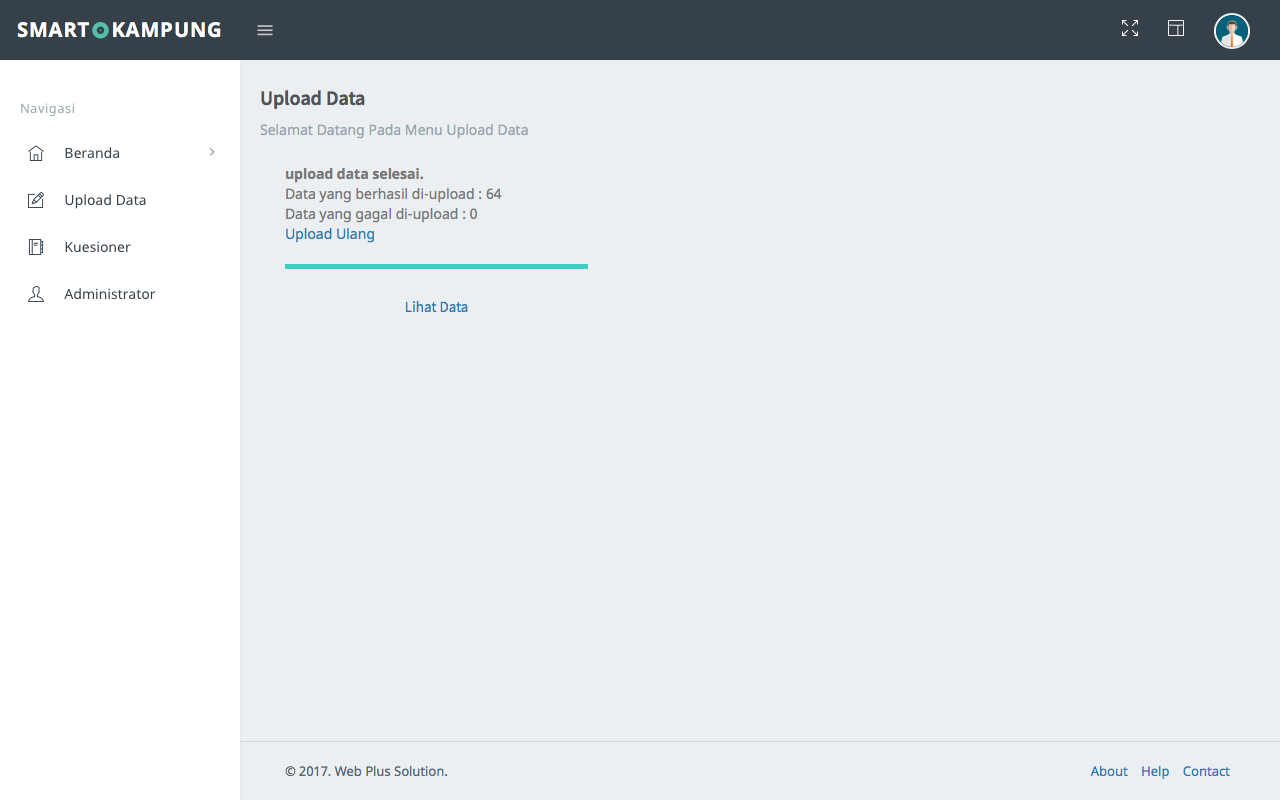 SMART KAMPUNG
Navigasi
Beranda
Upload Data
Kuesioner
Administrator
Upload Data
Selamat Datang Pada Menu Upload Data
upload data selesai.
Data yang berhasil di-upload : 64
Data yang gagal di-upload : 0
Upload Ulang
Lihat Data
© 2017. Web Plus Solution.
About Help Contact